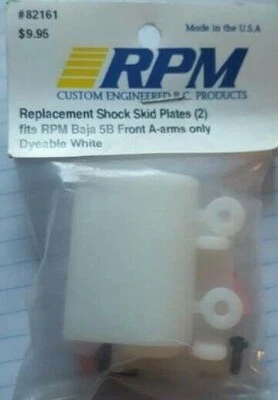 #82161
Made in the U.S.A
$9.95
RPM
CUSTOM ENGINEERED R.C. PRODUCTS
Replacement Shock Skid Plates (2)
fits RPM Baja 5B Front A-arms only
Dyeable White